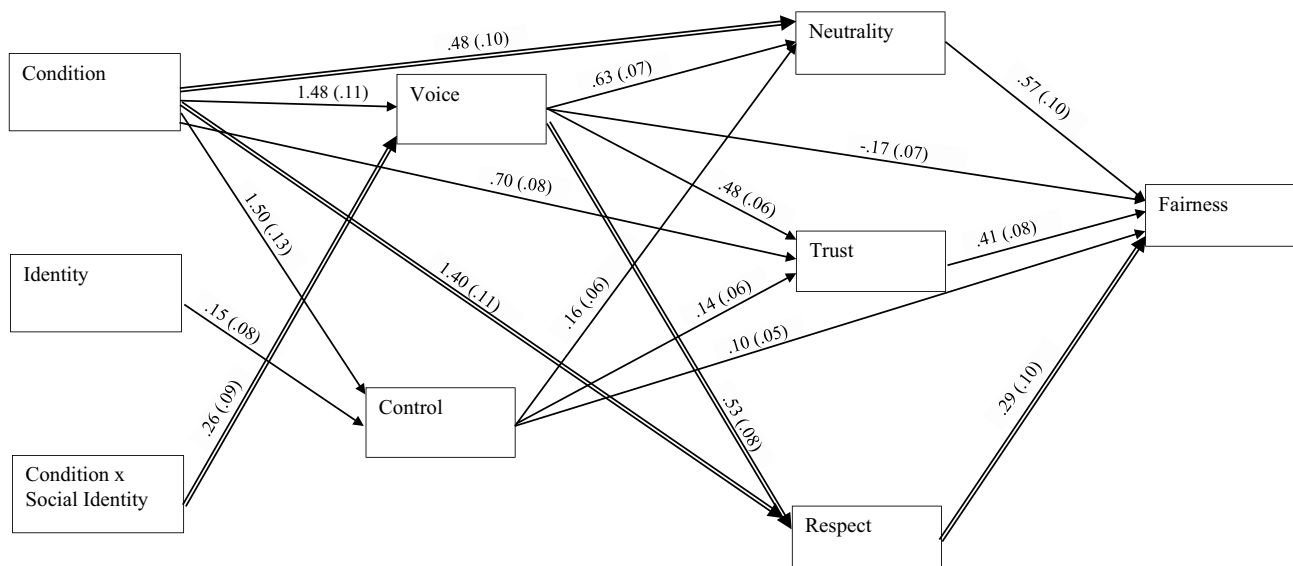 .48 (.10)
Neutrality
Condition
1.48 (.11)
Voice
.63 (.07)
.57 (.10)
-.17 (.07)
.70 (.08)
.48 (.06)
1.50 (.13)
Fairness
Identity
Trust
.41 (.08)
1.40 (.11)
.15 (.08)
.16 (.06)
.14 (.06)
.10 (.05)
.26 (.09)
Control
.53 (.08)
.29 (.10)
Condition x
Social Identity
Respect